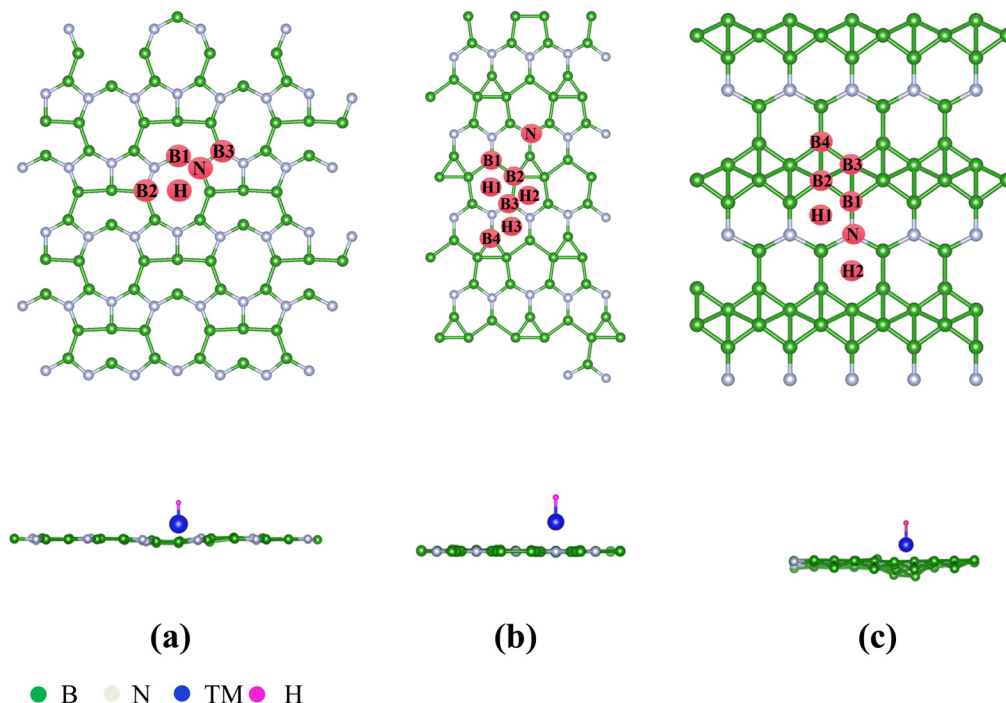 B1 B3
N
B2 H
N
B1
B2
H1 H2
B3
H3
B4
B4
B3
B2
B1
H1
N
H2
(a) (b) (c)
B N TM H